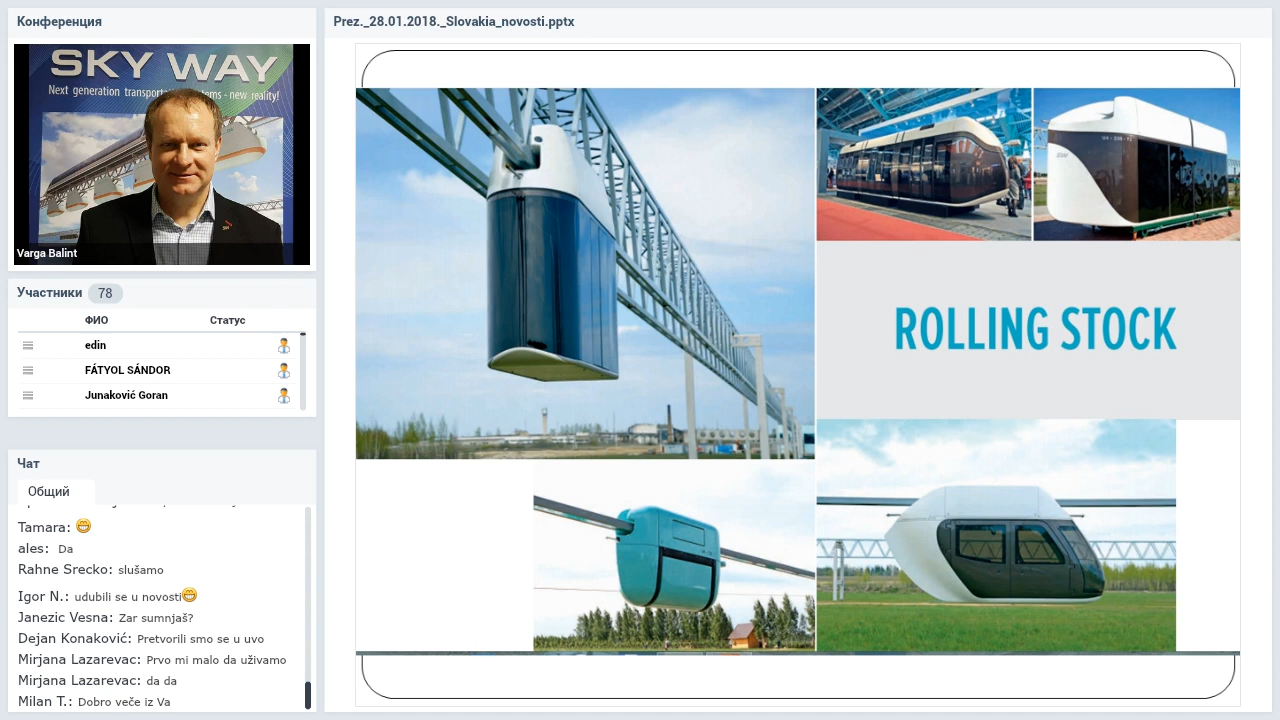 Конференция
SKY WAY
Next generation
- new reality!
Varga Balint
Участники 78
ФИО Статус
edin
FÁTYOL SÁNDOR
Junaković Goran
Чат
Общий
Tamara:
ales: Da
Rahne Srecko: slušamo
Igor N.: udubili se u novosti
Janezic Vesna: Zar sumnjaš?
Dejan Konaković: Pretvorili smo se u uvo
Mirjana Lazarevac: Prvo mi malo da uživamo
Mirjana Lazarevac: da da
Milan T.: Dobro veče iz Va
Prez._28.01.2018._Slovakia_novosti.pptx
ROLLING STOCK